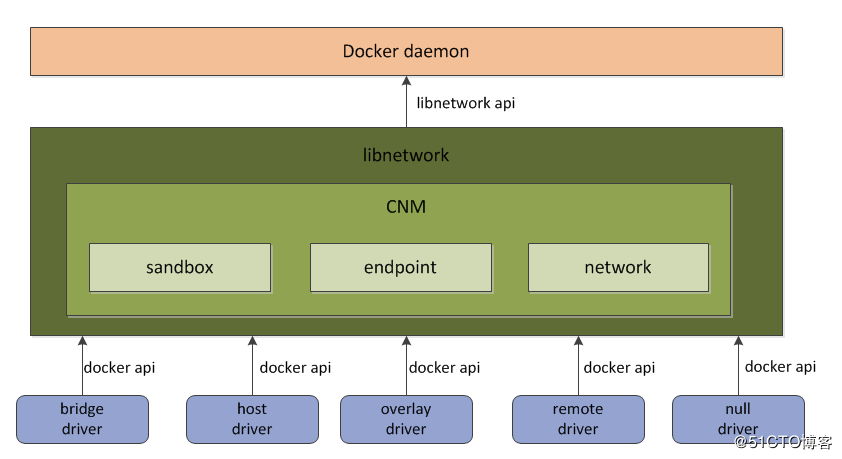 Docker daemon
libnetwork api
libnetwork
CNM
sandbox endpoint network
docker api docker api docker api docker api docker api
bridge driver
host driver
overlay driver
remote driver
null driver
@51CTO博客